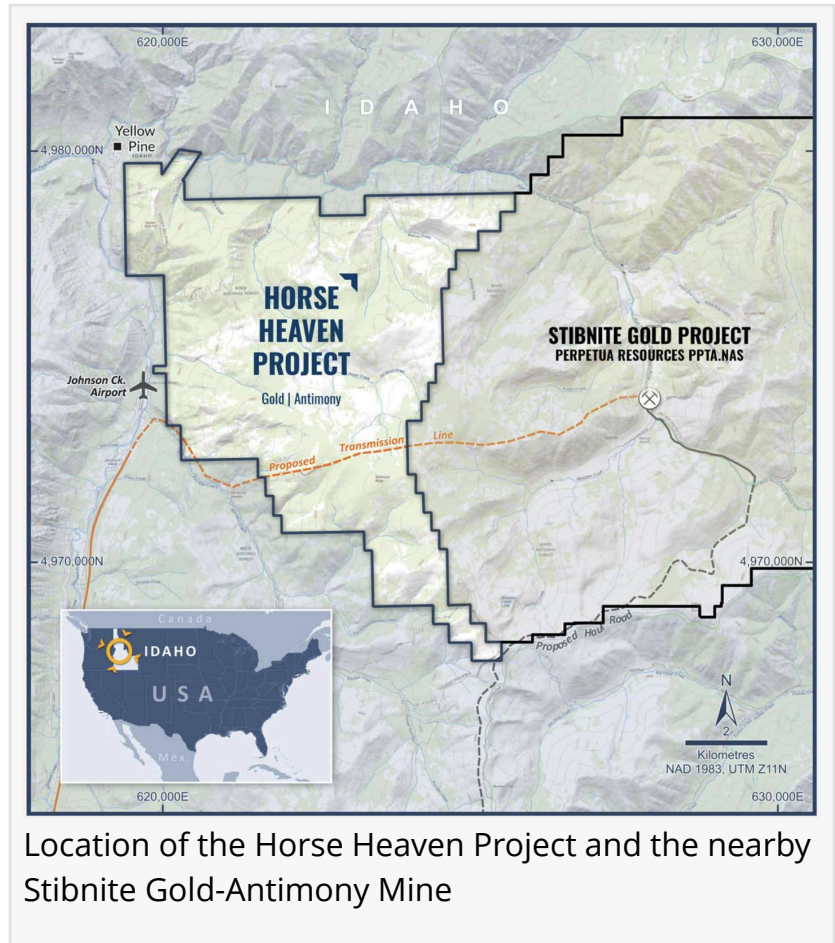 620,000E
630,000E
I D A H O
Yellow
Pine
IDAHO
4,980,000N
HORSE
HEAVEN
PROJECT
Gold | Antimony
STIBNITE GOLD PROJECT
PERPETUA RESOURCES PPTA.NAS
Johnson Ck.
Airport
Proposed Transmission Line
4,970,000N
4,970,000N
Proposed Haul Road
Canada
IDAHO
USA
Mex.
N
2
Kilometres
NAD 1983, UTM Z11N
620,000E
630,000E
Location of the Horse Heaven Project and the nearby
Stibnite Gold-Antimony Mine